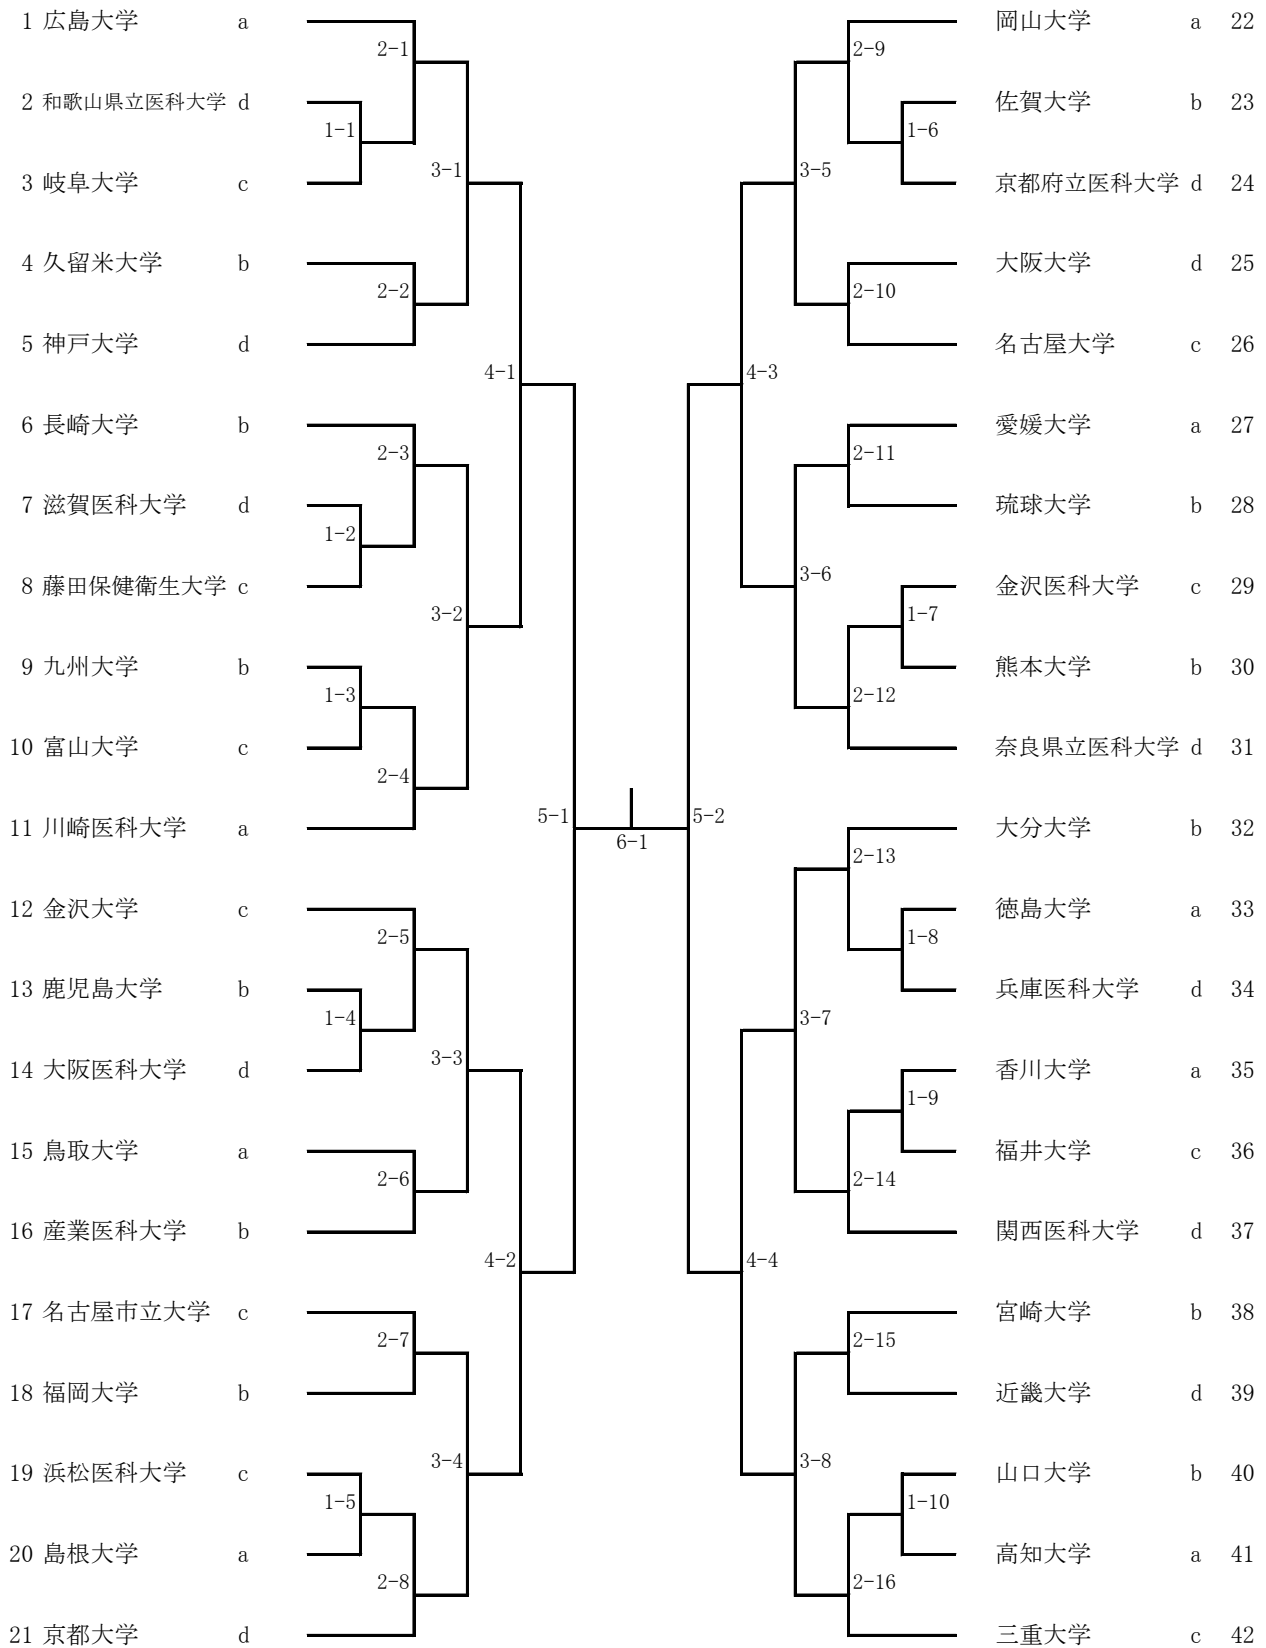 1 広島大学 a
2-1
2 和歌山県立医科大学 d
1-1
3 岐阜大学 c
3-1
4 久留米大学 b
2-2
5 神戸大学 d
4-1
6 長崎大学 b
2-3
7 滋賀医科大学 d
1-2
8 藤田保健衛生大学 c
3-2
9 九州大学 b
1-3
10 富山大学 c
2-4
11 川崎医科大学 a
5-1
12 金沢大学 c
2-5
13 鹿児島大学 b
1-4
14 大阪医科大学 d
3-3
15 鳥取大学 a
2-6
16 産業医科大学 b
4-2
17 名古屋市立大学 c
2-7
18 福岡大学 b
3-4
19 浜松医科大学 c
1-5
20 島根大学 a
2-8
21 京都大学 d
6-1
岡山大学 a 22
2-9
佐賀大学 b 23
1-6
京都府立医科大学 d 24
3-5
大阪大学 d 25
2-10
名古屋大学 c 26
4-3
愛媛大学 a 27
2-11
琉球大学 b 28
3-6
金沢医科大学 c 29
1-7
熊本大学 b 30
2-12
奈良県立医科大学 d 31
5-2
大分大学 b 32
2-13
徳島大学 a 33
1-8
兵庫医科大学 d 34
3-7
香川大学 a 35
1-9
福井大学 c 36
2-14
関西医科大学 d 37
4-4
宮崎大学 b 38
2-15
近畿大学 d 39
3-8
山口大学 b 40
1-10
高知大学 a 41
2-16
三重大学 c 42